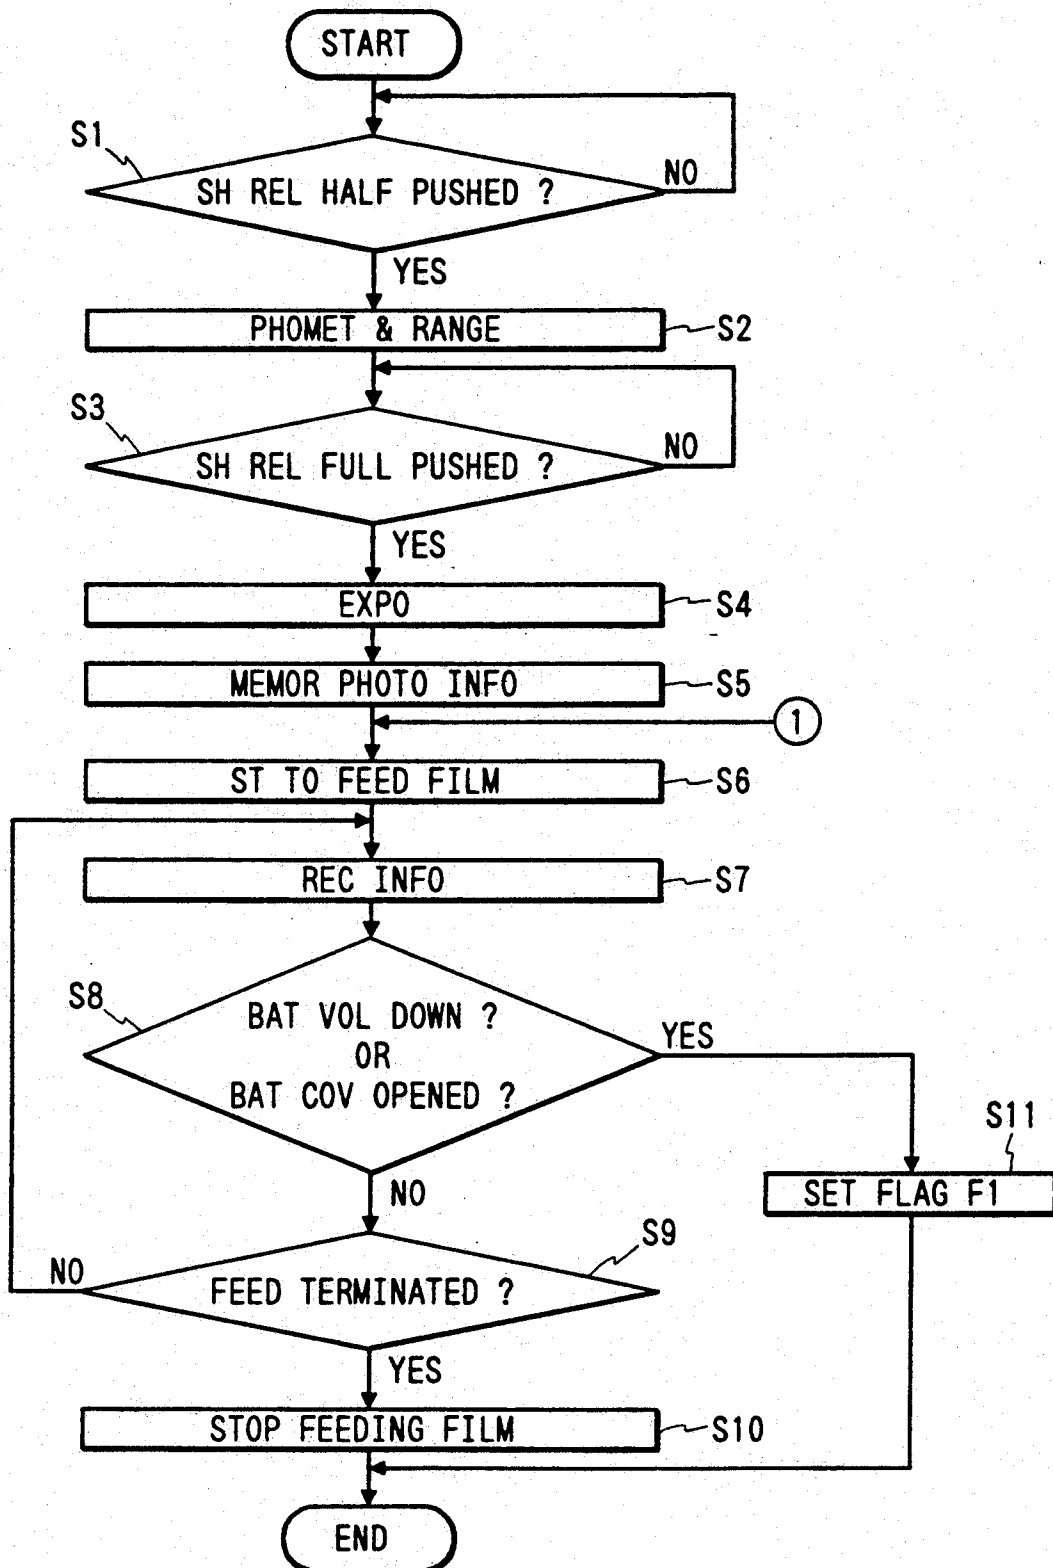 START
S1
SH REL HALF PUSHED ?
NO
YES
PHOMET & RANGE
S2
S3
SH REL FULL PUSHED ?
NO
YES
EXPO
S4
MEMOR PHOTO INFO
S5
1
ST TO FEED FILM
S6
REC INFO
S7
S8
BAT VOL DOWN ?
OR
BAT COV OPENED ?
YES
S11
SET FLAG F1
NO
S9
NO
FEED TERMINATED ?
YES
STOP FEEDING FILM
S10
END